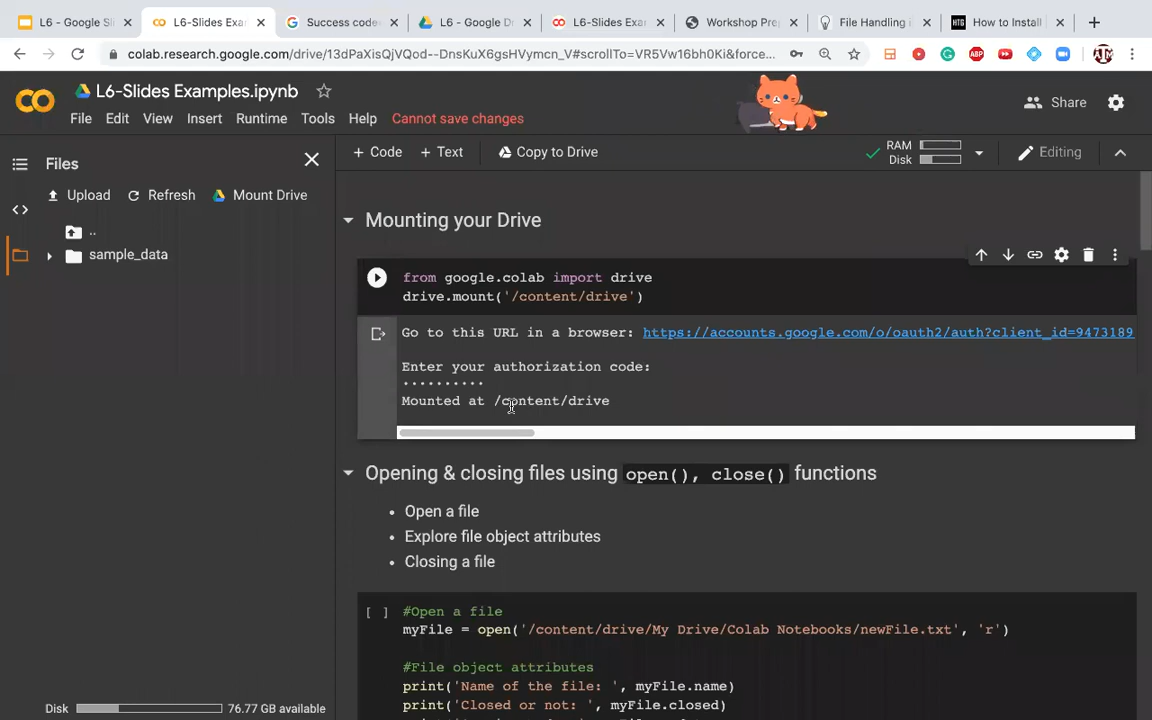 L6 - Google Sli
L6-Slides Exam
Success code
L6 - Google Dr
L6-Slides Exa
Workshop Prep
File Handling i
HTG
How to Install
colab.research.google.com/drive/13dPaXisQjVQod--DnsKuX6gsHVymcn_V#scrollTo=VR5Vw16bh0Ki&force...
ABP
L6-Slides Examples.ipynb
File Edit View Insert Runtime Tools Help Cannot save changes
Share
Files
+ Code + Text Copy to Drive
RAM
Disk
Editing
Upload Refresh Mount Drive
..
sample_data
Mounting your Drive
from google.colab import drive
drive.mount('/content/drive')
Go to this URL in a browser: https://accounts.google.com/o/oauth2/auth?client_id=9473189
Enter your authorization code:
··········
Mounted at /content/drive
Opening & closing files using open(), close() functions
• Open a file
• Explore file object attributes
• Closing a file
[ ] #Open a file
myFile = open('/content/drive/My Drive/Colab Notebooks/newFile.txt', 'r')
#File object attributes
print('Name of the file: ', myFile.name)
print('Closed or not: ', myFile.closed)
Disk 76.77 GB available